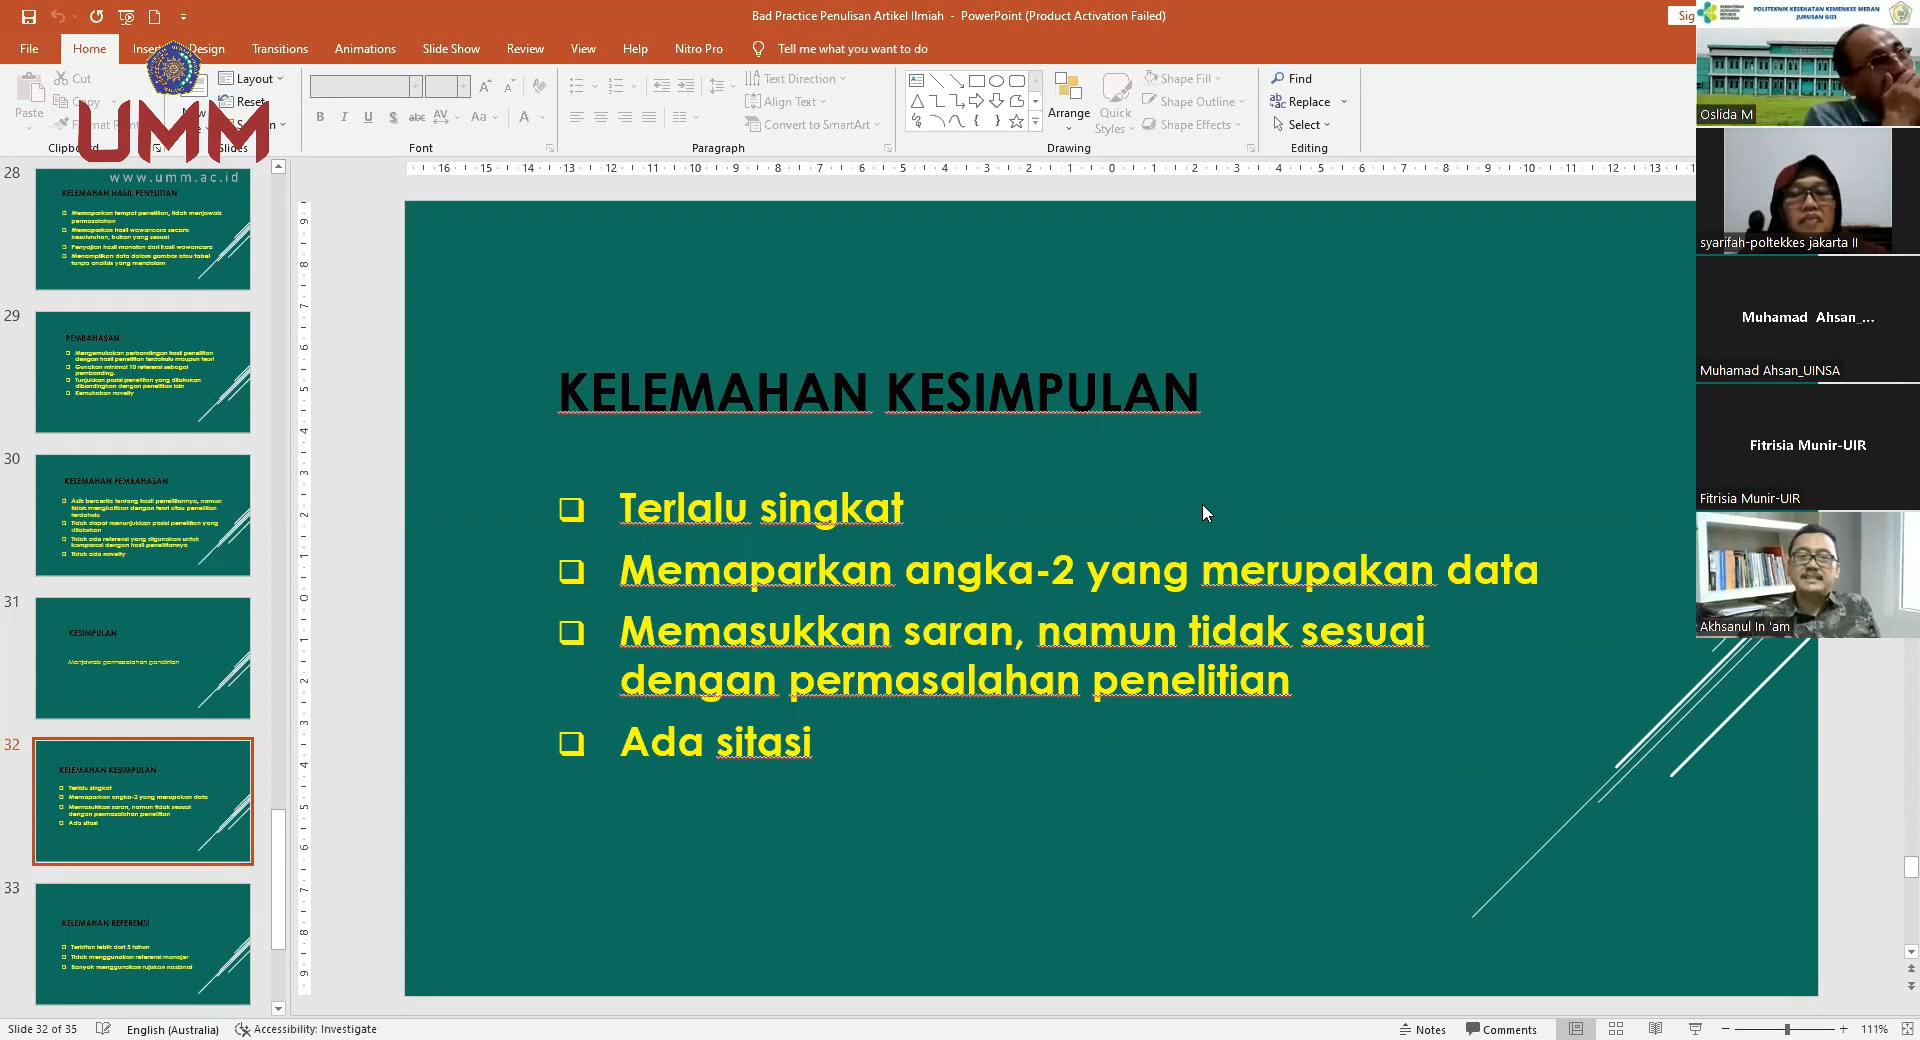 Bad Practice Penulisan Artikel Ilmiah - PowerPoint (Product Activation Failed)
Sig
File Home Insert Design Transitions Animations Slide Show Review View Help Nitro Pro Tell me what you want to do
Cut
Copy
Format
Paste
Clipboard
New
Layout
Reset
Slides
Font
Text Direction
Align Text
Convert to SmartArt
Paragraph
Shape Fill
Shape Outline
Shape Effects
Arrange
Quick
Styles
Drawing
Find
Replace
Select
Editing
UMM
www.umm.ac.id
28
KELEMAHAN HASIL PENELITIAN
Memaparkan tempat penelitian, tidak menjawab
permasalahan
Memaparkan hasil wawancara secara
keseluruhan, bukan yang sesuai
Penyajian hasil monoton dari hasil wawancara
Menampilkan data dalam gambar atau tabel
tanpa analisis yang mendalam
29
PEMBAHASAN
Mengemukakan perbandingan hasil penelitian
dengan hasil penelitian terdahulu maupun teori
Gunakan minimal 10 referensi sebagai
pembanding.
Tunjukkan posisi penelitian yang dilakukan
dibandingkan dengan penelitian lain
Kemukakan novelty
30
KELEMAHAN PEMBAHASAN
Asik bercerita tentang hasil penelitiannya, namun
tidak mengkaitkan dengan teori atau penelitian
terdahulu
Tidak dapat menunjukkan posisi penelitian yang
dilakukan
Tidak ada referensi yang digunakan untuk
komparasi dengan hasil penelitiannya
Tidak ada novelty
31
KESIMPULAN
Menjawab permasalahan penelitian
32
KELEMAHAN KESIMPULAN
Terlalu singkat
Memaparkan angka-2 yang merupakan data
Memasukkan saran, namun tidak sesuai
dengan permasalahan penelitian
Ada sitasi
33
KELEMAHAN REFERENSI
Terbitan lebih dari 5 tahun
Tidak menggunakan referensi manajer
Banyak menggunakan rujukan nasional
KELEMAHAN KESIMPULAN
Terlalu singkat
Memaparkan angka-2 yang merupakan data
Memasukkan saran, namun tidak sesuai
dengan permasalahan penelitian
Ada sitasi
POLITEKNIK KESEHATAN KEMENKES MEDAN
JURUSAN GIZI
Oslida M
syarifah-poltekkes jakarta II
Muhamad Ahsan_...
Muhamad Ahsan_UINSA
Fitrisia Munir-UIR
Fitrisia Munir-UIR
Akhsanul In 'am
Slide 32 of 35 English (Australia) Accessibility: Investigate Notes Comments 111%